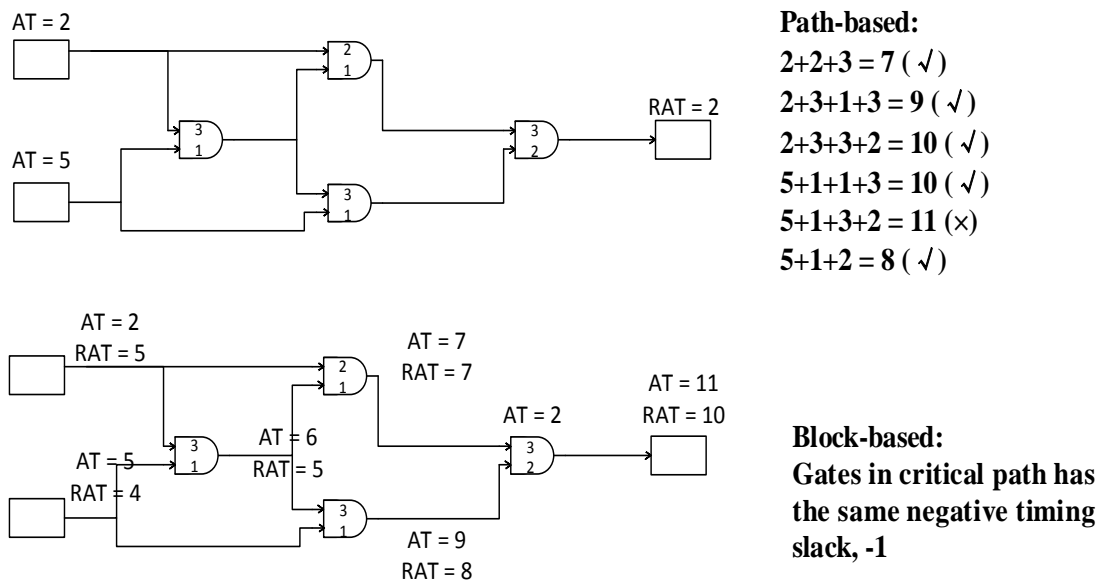 AT = 2
2
1
RAT = 2
3
1
3
2
AT = 5
3
1
Path-based:
2+2+3 = 7 ( √ )
2+3+1+3 = 9 ( √ )
2+3+3+2 = 10 ( √ )
5+1+1+3 = 10 ( √ )
5+1+3+2 = 11 (×)
5+1+2 = 8 ( √ )
AT = 2
RAT = 5
2
1
AT = 7
RAT = 7
AT = 11
RAT = 10
AT = 2
3
2
3
1
AT = 6
RAT = 5
AT = 5
RAT = 4
3
1
AT = 9
RAT = 8
Block-based:
Gates in critical path has
the same negative timing
slack, -1